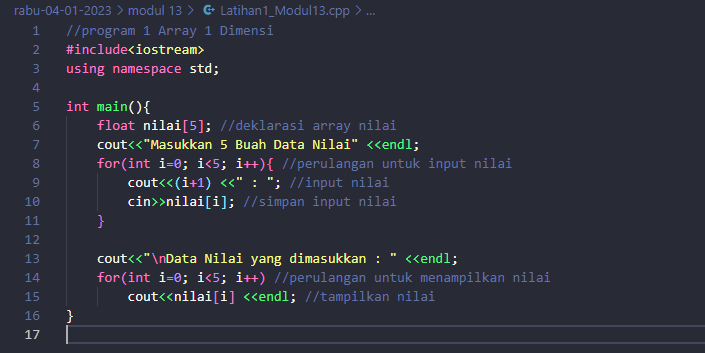 rabu-04-01-2023 > modul 13 > Latihan1_Modul13.cpp > ...
1 //program 1 Array 1 Dimensi
2 #include<iostream>
3 using namespace std;
4
5 int main(){
6 float nilai[5]; //deklarasi array nilai
7 cout<<"Masukkan 5 Buah Data Nilai" <<endl;
8 for(int i=0; i<5; i++){ //perulangan untuk input nilai
9 cout<<(i+1) <<" : "; //input nilai
10 cin>>nilai[i]; //simpan input nilai
11 }
12
13 cout<<"\nData Nilai yang dimasukkan : " <<endl;
14 for(int i=0; i<5; i++) //perulangan untuk menampilkan nilai
15 cout<<nilai[i] <<endl; //tampilkan nilai
16 }
17